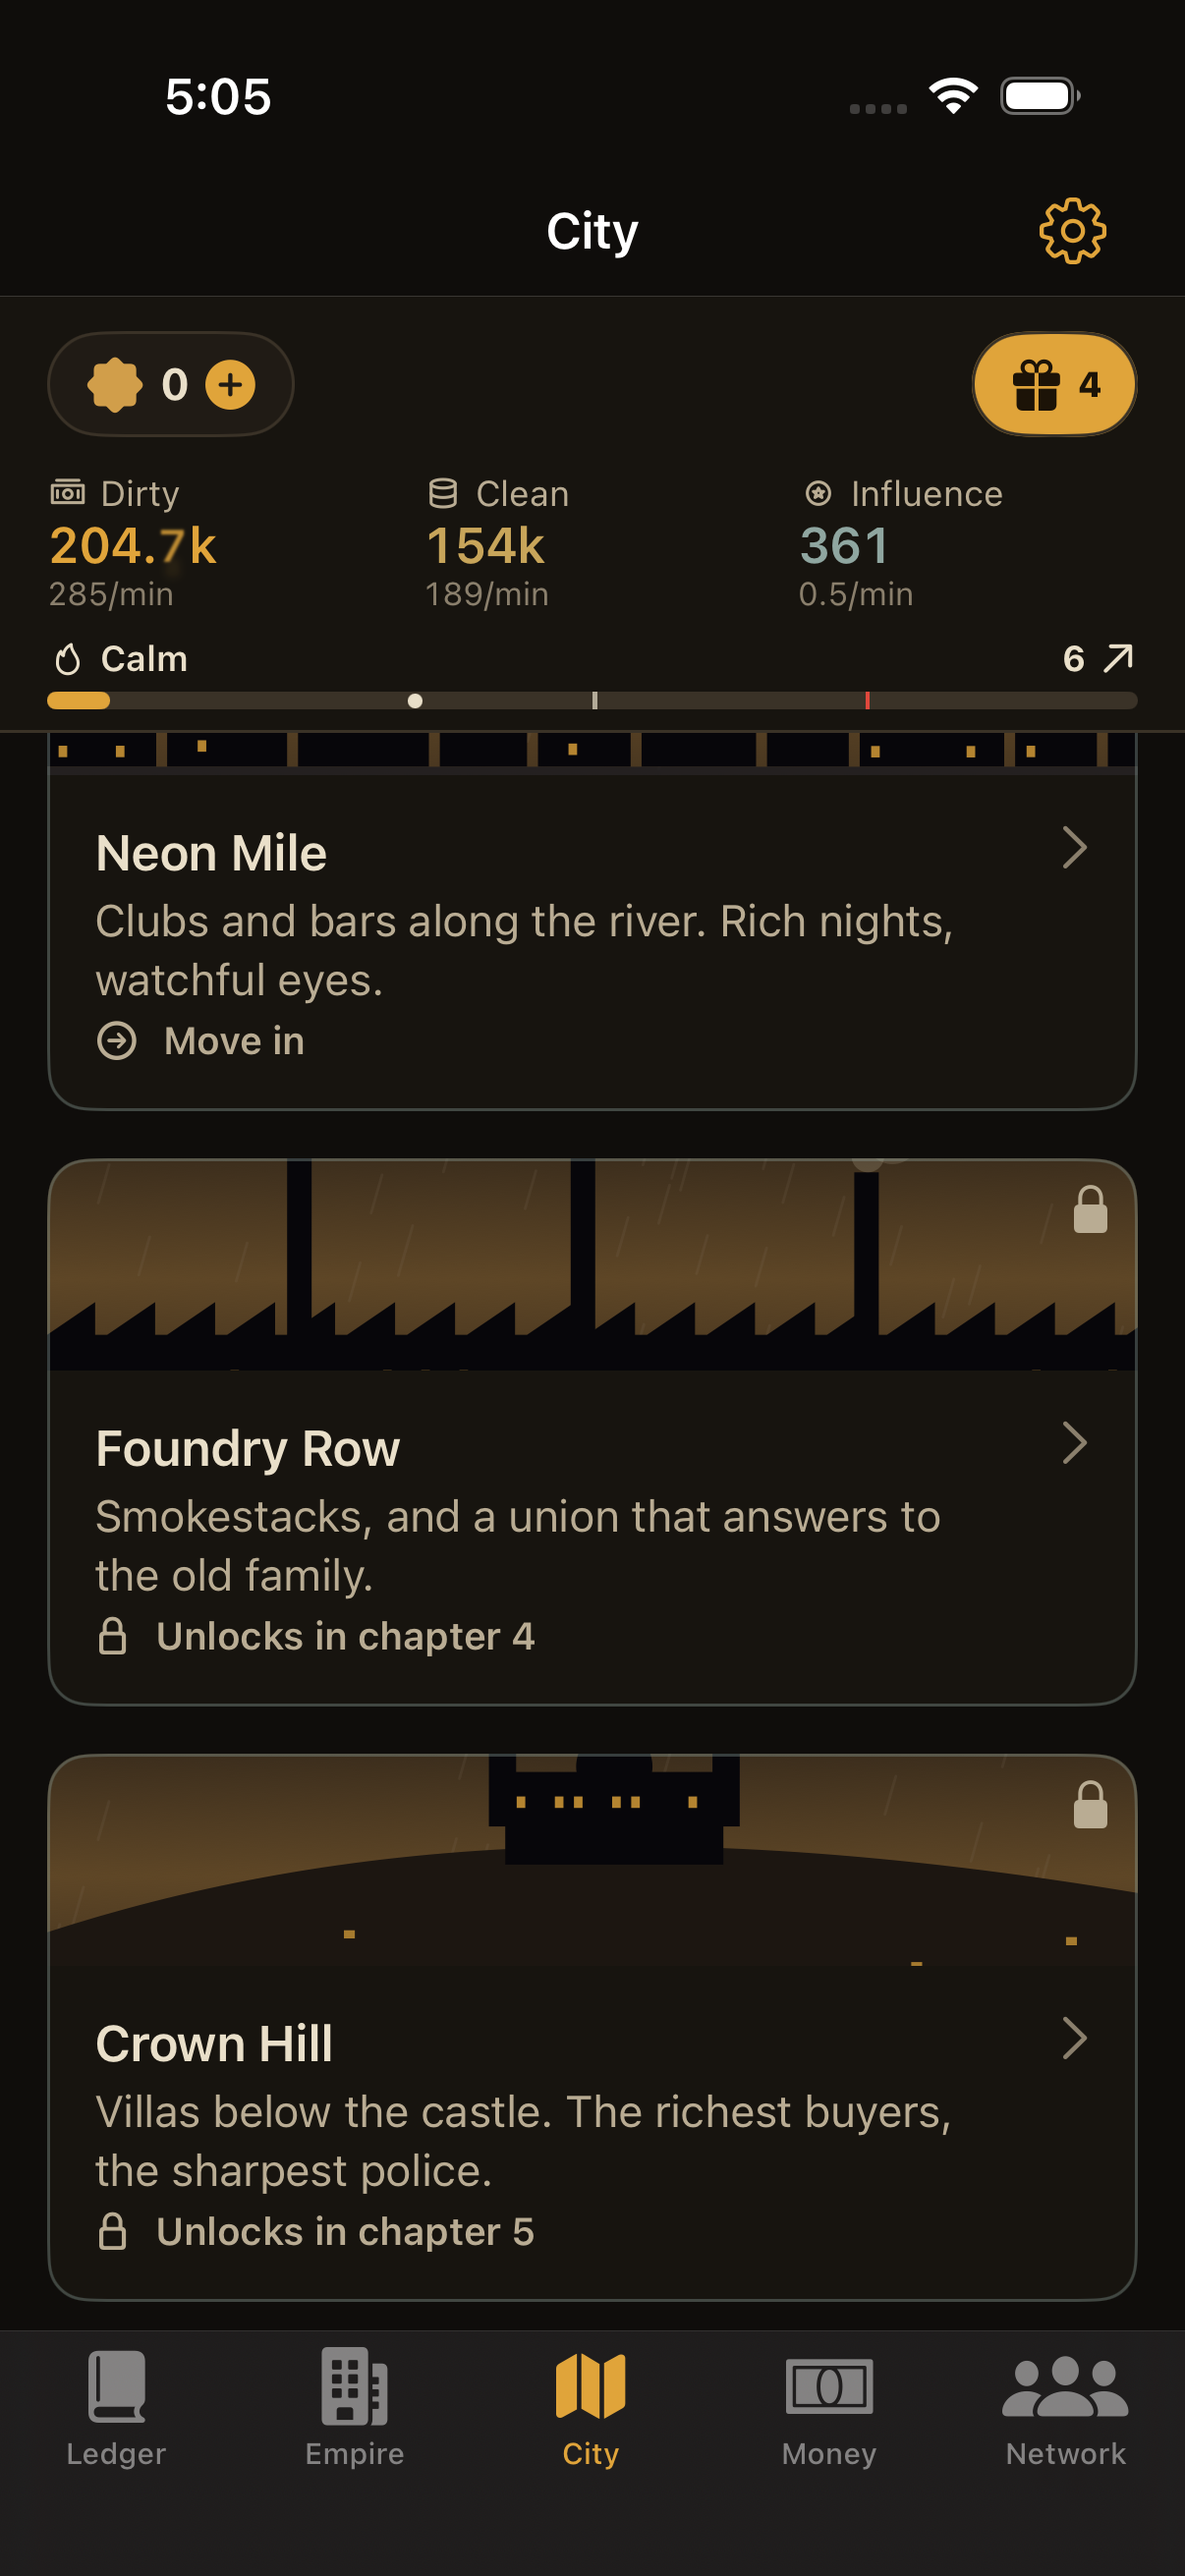 5:05
City
0
4
Dirty
Clean
Influence
204.7k
154k
361
285/min
189/min
0.5/min
Calm
6
Neon Mile
Clubs and bars along the river. Rich nights,
watchful eyes.
Move in
Foundry Row
Smokestacks, and a union that answers to
the old family.
Unlocks in chapter 4
Crown Hill
Villas below the castle. The richest buyers,
the sharpest police.
Unlocks in chapter 5
Ledger
Empire
City
Money
Network